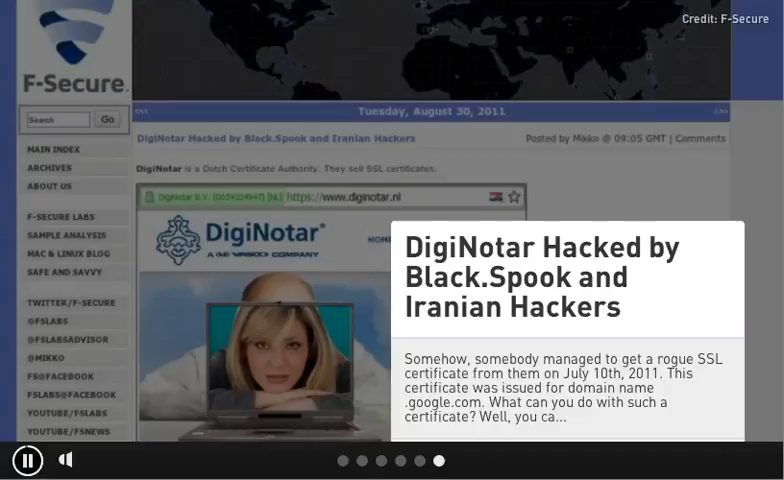 Credit: F-Secure
F-Secure.
Search
Go
<<<
Tuesday, August 30, 2011
>>>
DigiNotar Hacked by Black.Spook and Iranian Hackers
Posted by Mikko @ 09:05 GMT | Comments
DigiNotar is a Dutch Certificate Authority. They sell SSL certificates.
MAIN INDEX
ARCHIVES
ABOUT US
F-SECURE LABS
SAMPLE ANALYSIS
MAC & LINUX BLOG
SAFE AND SAVVY
TWITTER/F-SECURE
@FSLABS
@FSLABSADVISOR
@MIKKO
FS@FACEBOOK
FSLABS@FACEBOOK
YOUTUBE/FSLABS
YOUTUBE/FSNEWS
DigiNotar B.V. [NL] https://www.diginotar.nl
DigiNotar
A VASCO COMPANY
HOME
DigiNotar Hacked by
Black.Spook and
Iranian Hackers
Somehow, somebody managed to get a rogue SSL
certificate from them on July 10th, 2011. This
certificate was issued for domain name
.google.com. What can you do with such a
certificate? Well, you ca...